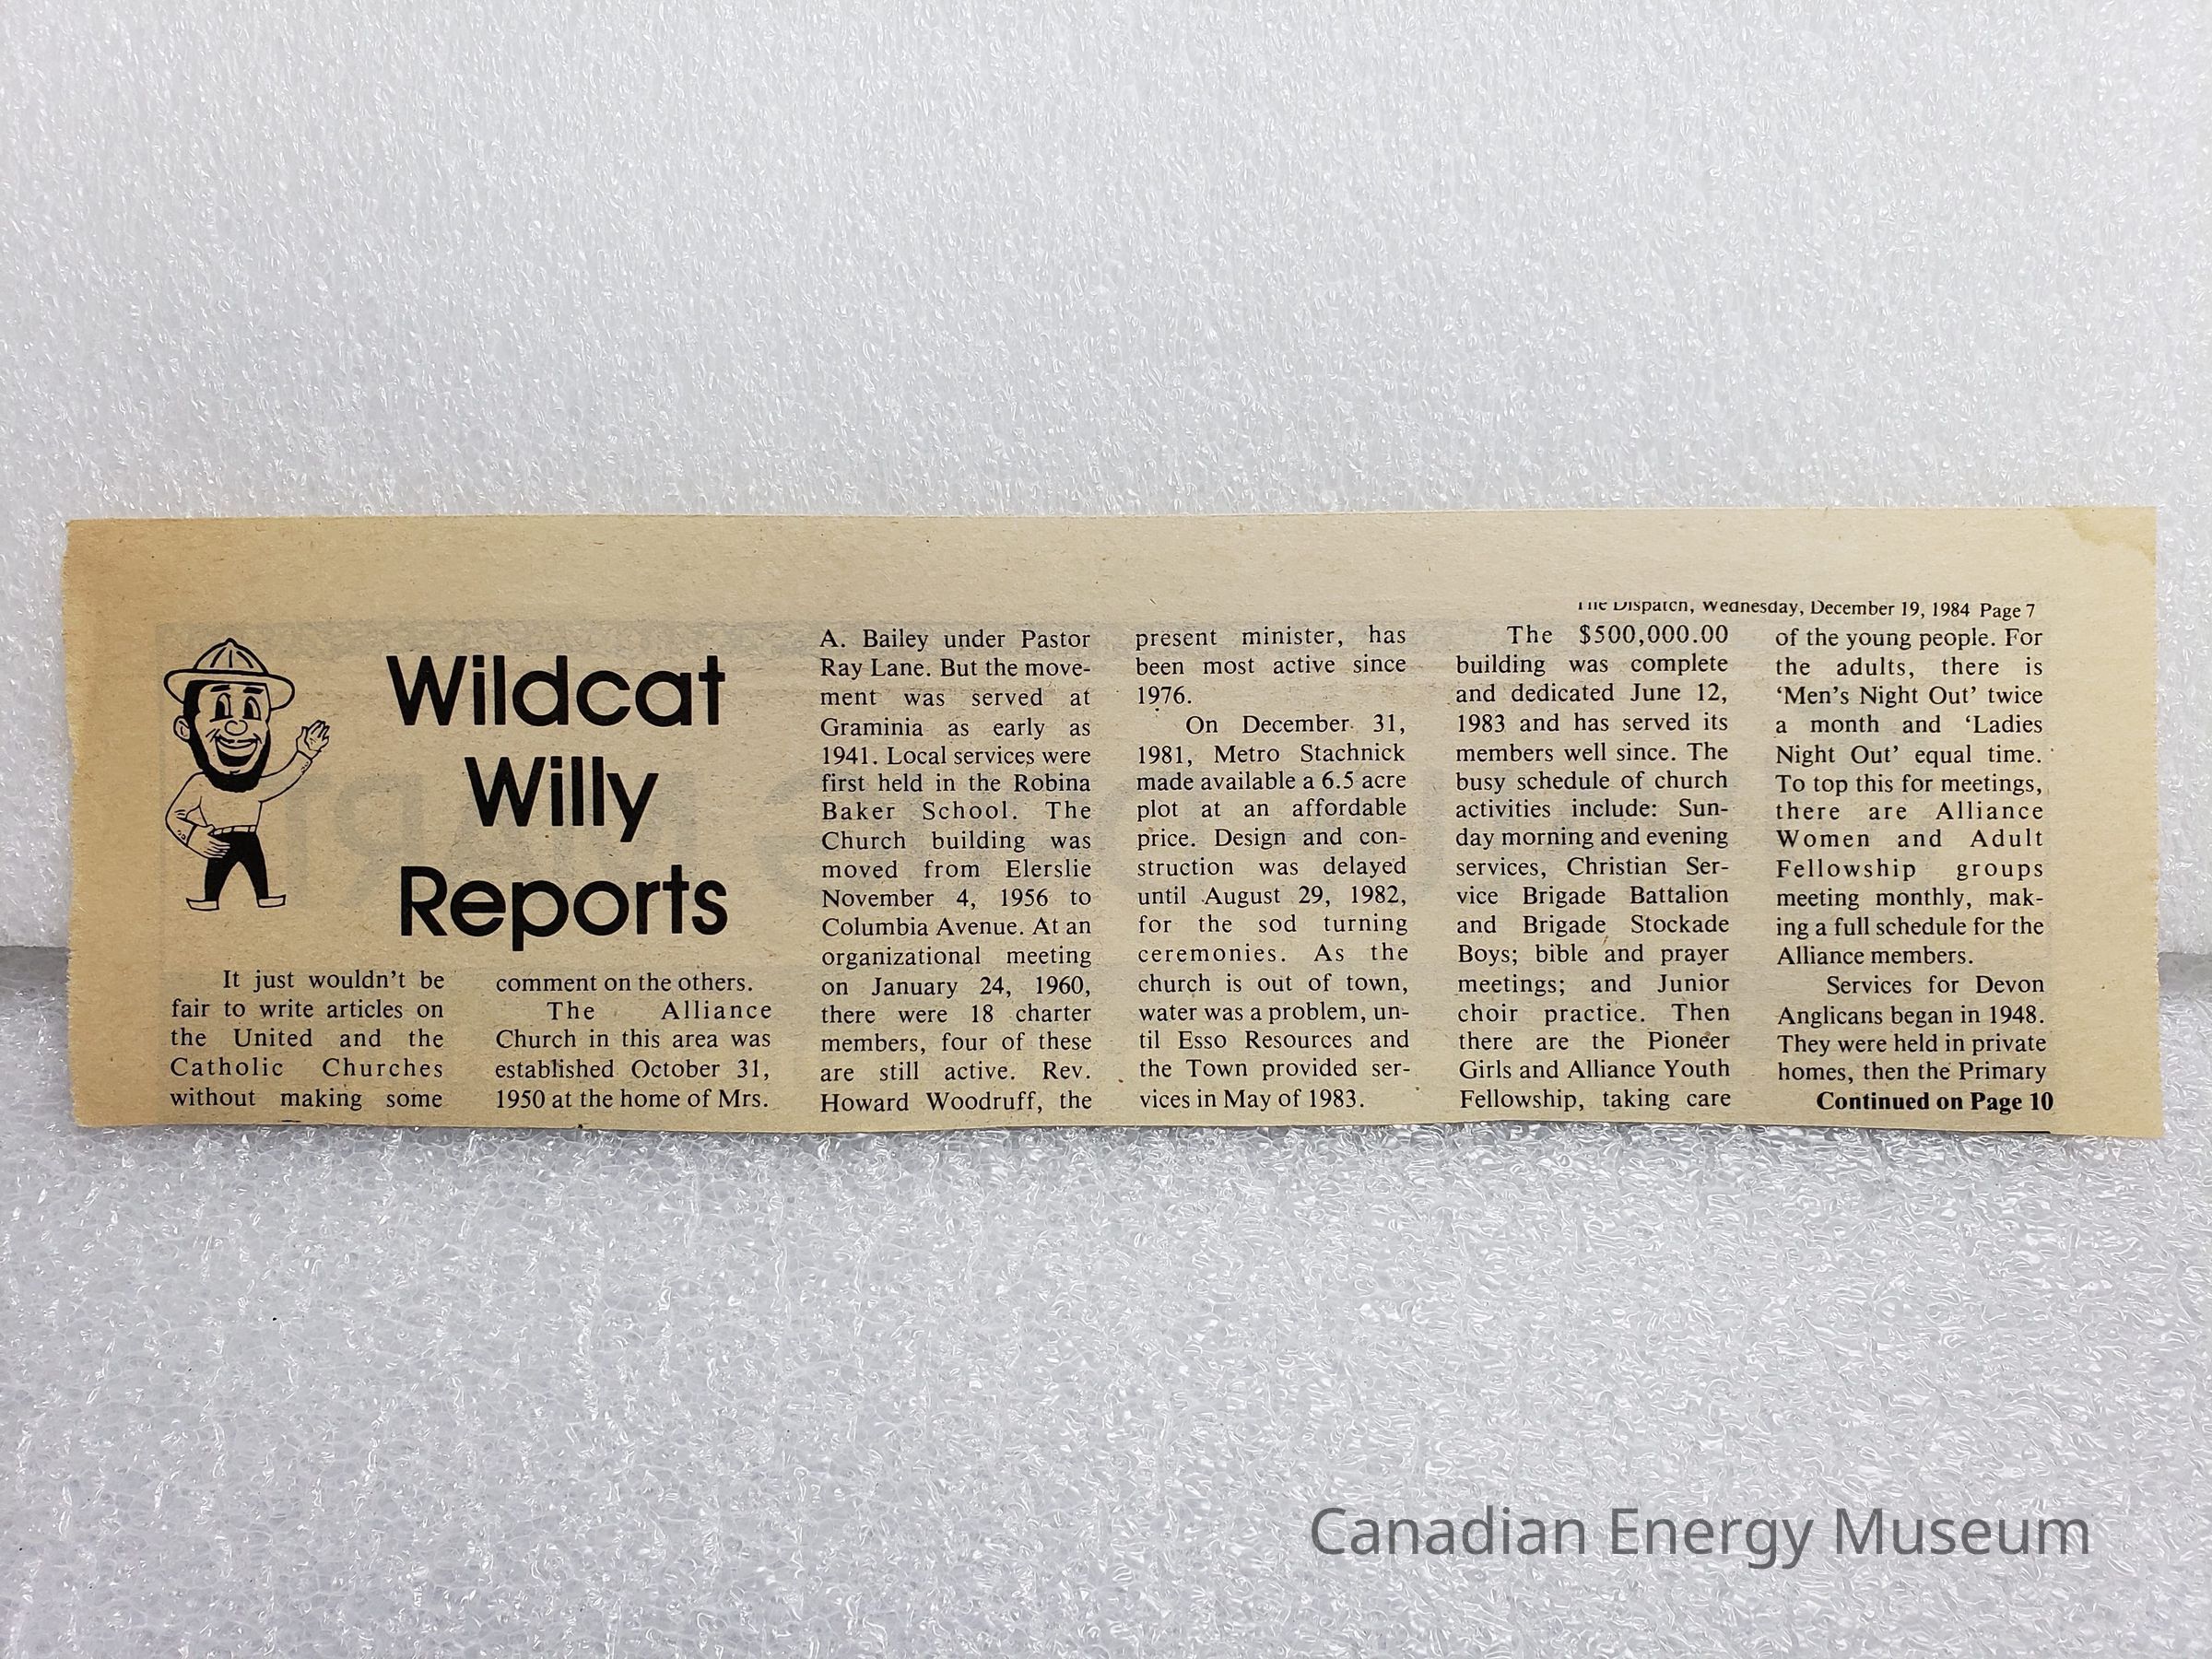 The Dispatch, Wednesday, December 19, 1984 Page 7
Wildcat
Willy
Reports
It just wouldn't be
fair to write articles on
the United and the
Catholic Churches
without making some
comment on the others.
The Alliance
Church in this area was
established October 31,
1950 at the home of Mrs.
A. Bailey under Pastor
Ray Lane. But the move-
ment was served at
Graminia as early as
1941. Local services were
first held in the Robina
Baker School. The
Church building was
moved from Elerslie
November 4, 1956 to
Columbia Avenue. At an
organizational meeting
on January 24, 1960,
there were 18 charter
members, four of these
are still active. Rev.
Howard Woodruff, the
present minister, has
been most active since
1976.
On December 31,
1981, Metro Stachnick
made available a 6.5 acre
plot at an affordable
price. Design and con-
struction was delayed
until August 29, 1982,
for the sod turning
ceremonies. As the
church is out of town,
water was a problem, un-
til Esso Resources and
the Town provided ser-
vices in May of 1983.
The $500,000.00
building was complete
and dedicated June 12,
1983 and has served its
members well since. The
busy schedule of church
activities include: Sun-
day morning and evening
services, Christian Ser-
vice Brigade Battalion
and Brigade Stockade
Boys; bible and prayer
meetings; and Junior
choir practice. Then
there are the Pioneer
Girls and Alliance Youth
Fellowship, taking care
of the young people. For
the adults, there is
'Men's Night Out' twice
a month and 'Ladies
Night Out' equal time.
To top this for meetings,
there are Alliance
Women and Adult
Fellowship groups
meeting monthly, mak-
ing a full schedule for the
Alliance members.
Services for Devon
Anglicans began in 1948.
They were held in private
homes, then the Primary
Continued on Page 10
Canadian Energy Museum